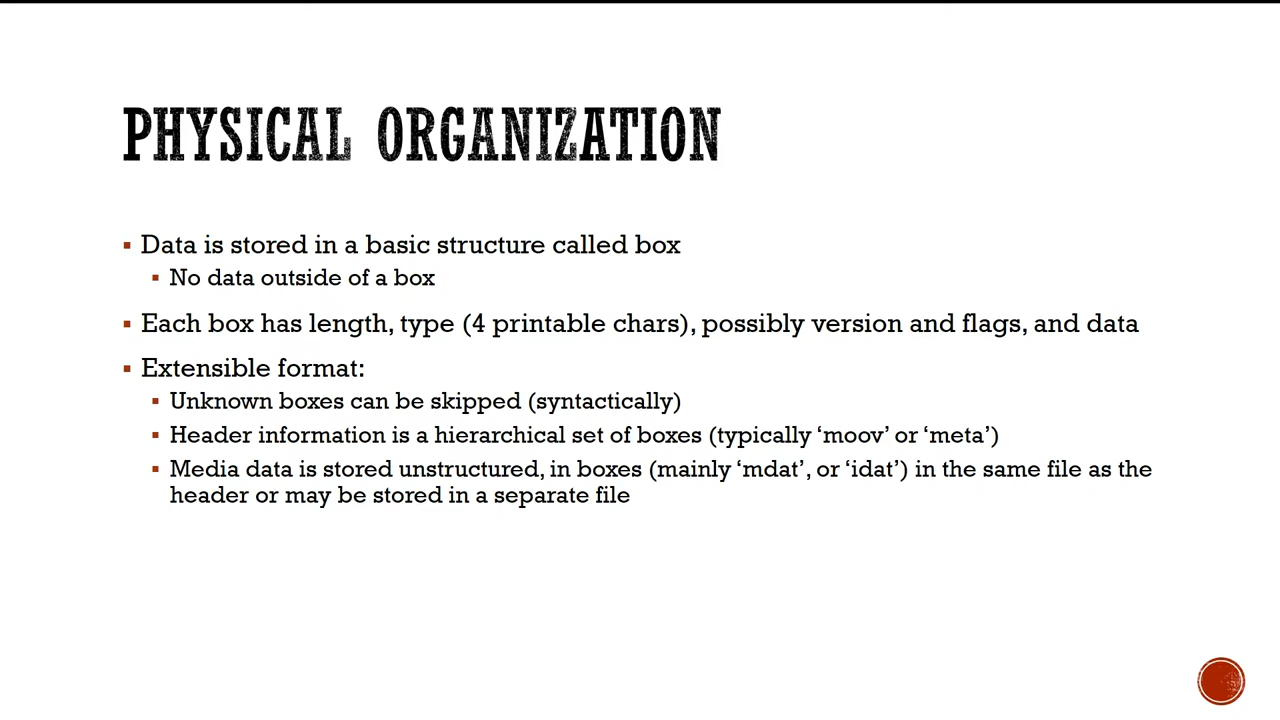 PHYSICAL ORGANIZATION
Data is stored in a basic structure called box
No data outside of a box
Each box has length, type (4 printable chars), possibly version and flags, and data
Extensible format:
Unknown boxes can be skipped (syntactically)
Header information is a hierarchical set of boxes (typically ‘moov’ or ‘meta’)
Media data is stored unstructured, in boxes (mainly ‘mdat’, or ‘idat’) in the same file as the
header or may be stored in a separate file